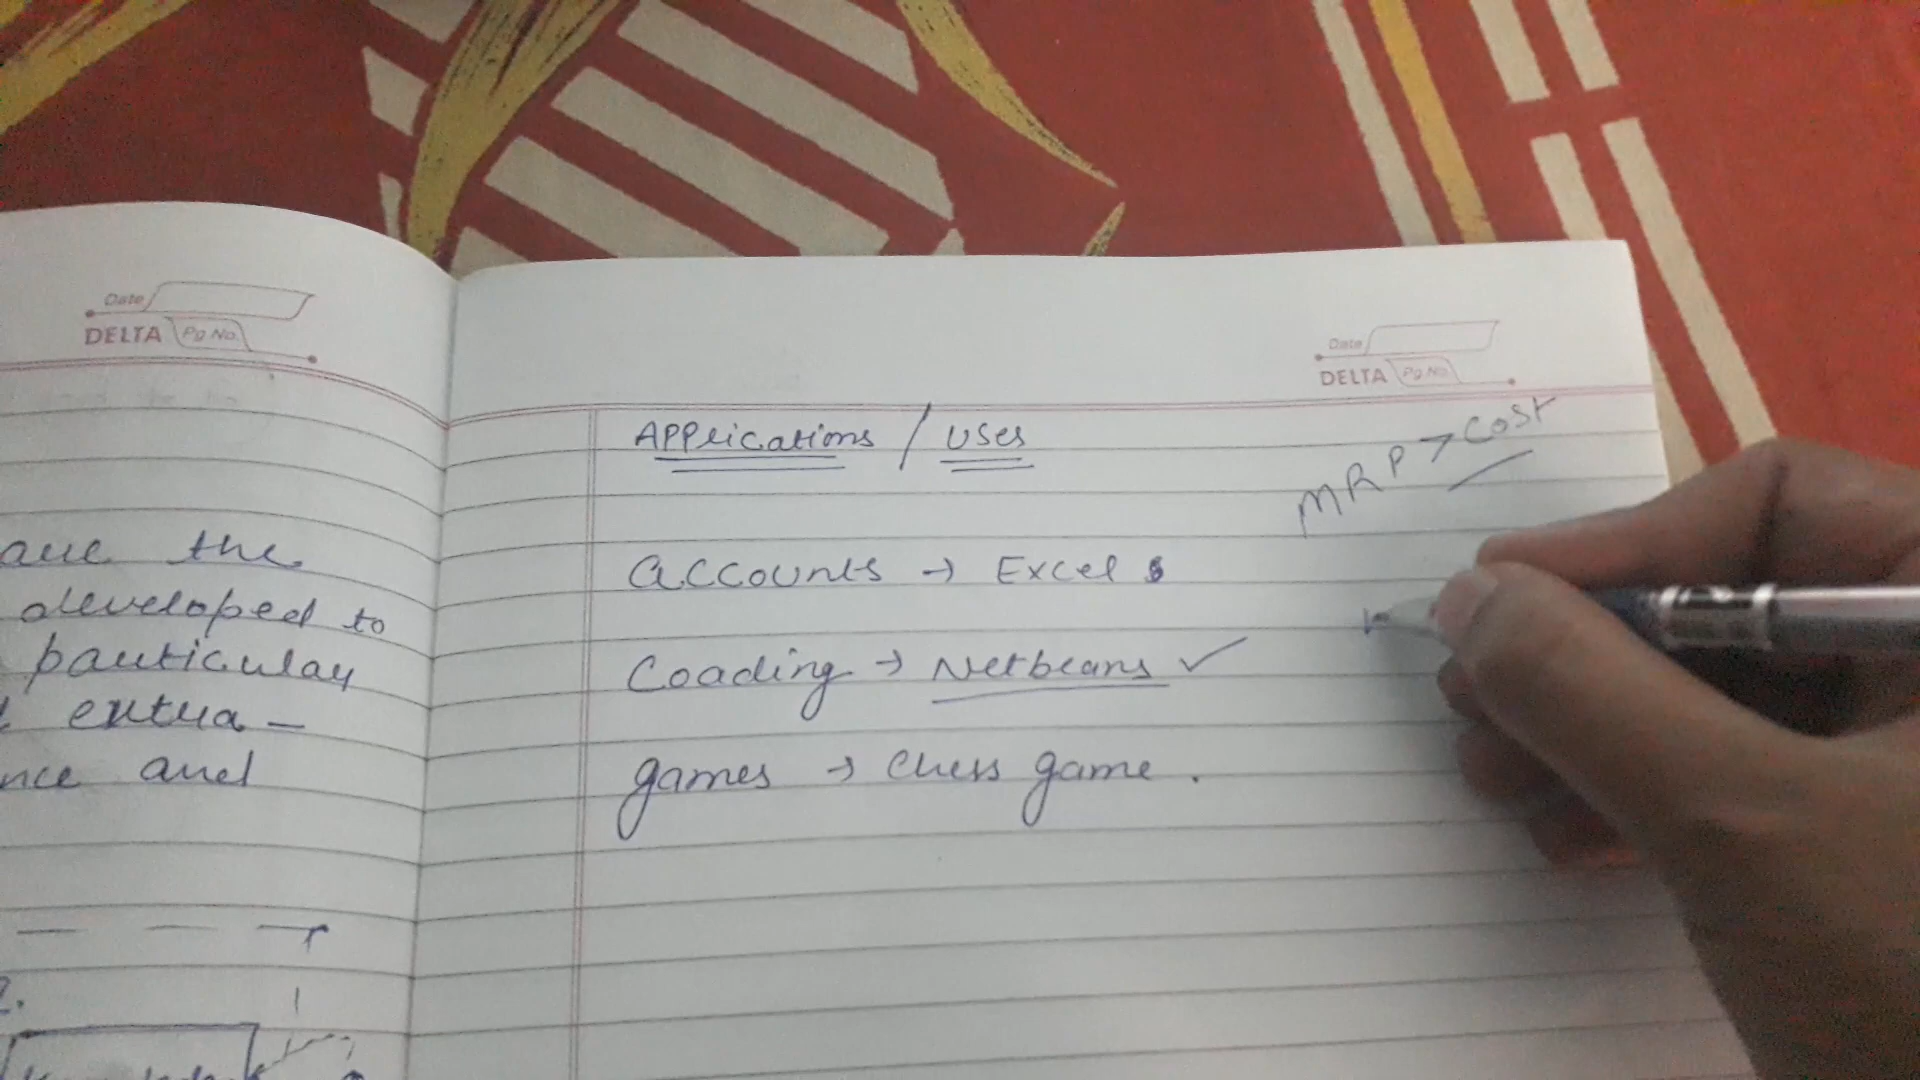 Date
DELTA Pg No.
are the
developed to
particular
extra -
nce and
Date
DELTA Pg No.
APPlications / Uses
MRP > Cost
Accounts → Excel s
Coading → Netbeans ✓
games → chess game .